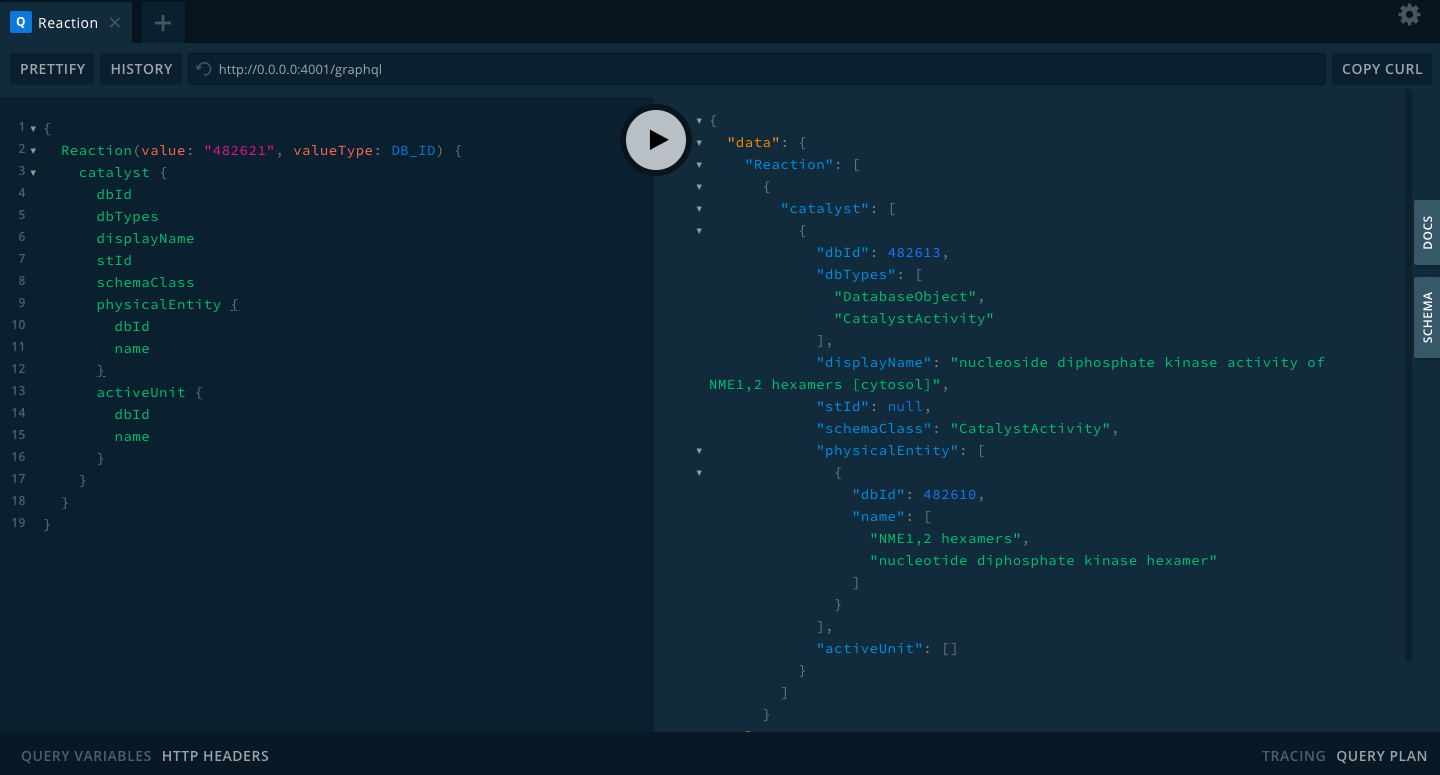 Q Reaction
PRETTIFY HISTORY http://0.0.0.0:4001/graphql COPY CURL
1 {
2 Reaction(value: "482621", valueType: DB_ID) {
3 catalyst {
4 dbId
5 dbTypes
6 displayName
7 stId
8 schemaClass
9 physicalEntity {
10 dbId
11 name
12 }
13 activeUnit {
14 dbId
15 name
16 }
17 }
18 }
19 }
{
"data": {
"Reaction": [
{
"catalyst": [
{
"dbId": 482613,
"dbTypes": [
"DatabaseObject",
"CatalystActivity"
],
"displayName": "nucleoside diphosphate kinase activity of
NME1,2 hexamers [cytosol]",
"stId": null,
"schemaClass": "CatalystActivity",
"physicalEntity": [
{
"dbId": 482610,
"name": [
"NME1,2 hexamers",
"nucleotide diphosphate kinase hexamer"
]
}
],
"activeUnit": []
}
]
}
DOCS
SCHEMA
QUERY VARIABLES HTTP HEADERS
TRACING QUERY PLAN